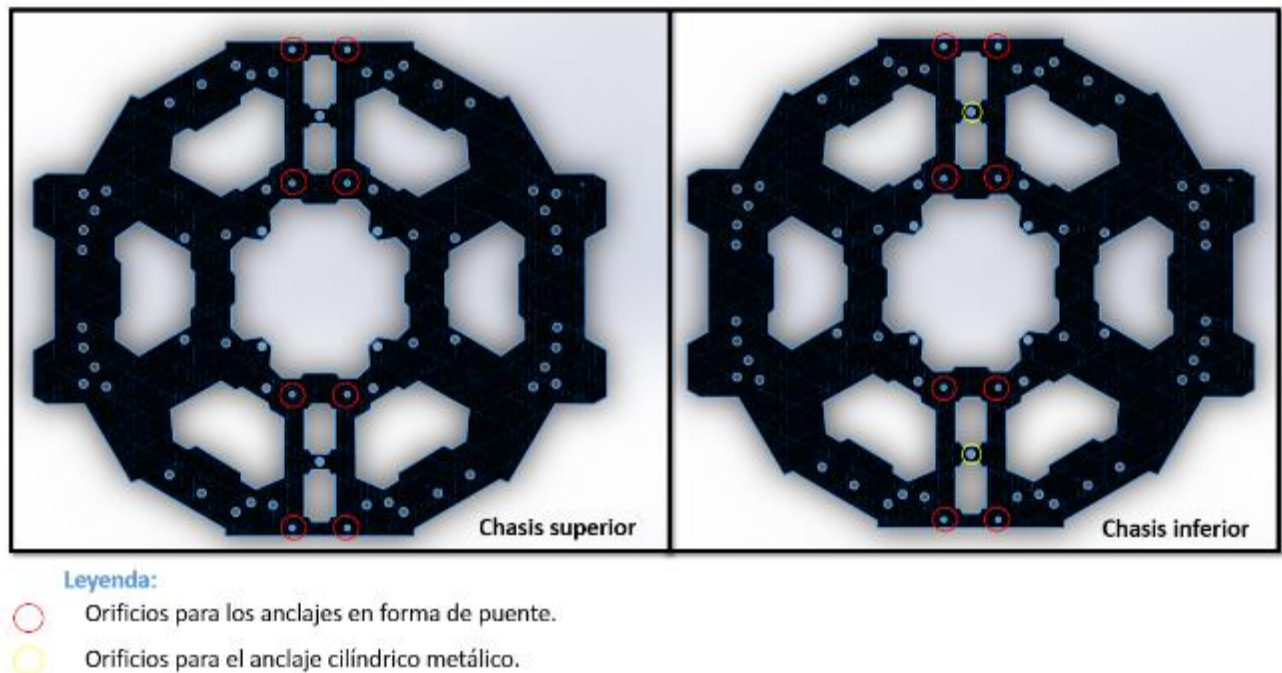 Chasis superior
Chasis inferior
Leyenda:
Orificios para los anclajes en forma de puente.
Orificios para el anclaje cilíndrico metálico.